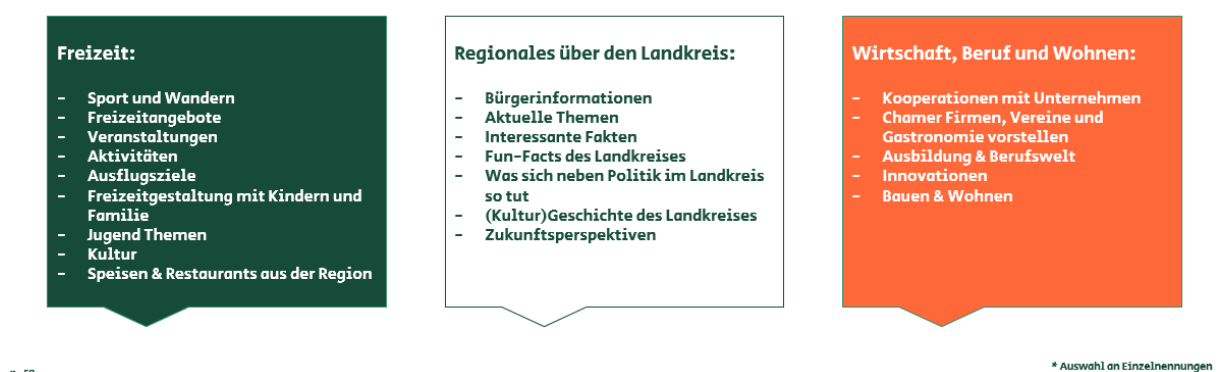 Freizeit:
- Sport und Wandern
- Freizeitangebote
- Veranstaltungen
- Aktivitäten
- Ausflugsziele
- Freizeitgestaltung mit Kindern und
Familie
- Jugend Themen
- Kultur
- Speisen & Restaurants aus der Region
Regionales über den Landkreis:
- Bürgerinformationen
- Aktuelle Themen
- Interessante Fakten
- Fun-Facts des Landkreises
- Was sich neben Politik im Landkreis
so tut
- (Kultur)Geschichte des Landkreises
- Zukunftsperspektiven
Wirtschaft, Beruf und Wohnen:
- Kooperationen mit Unternehmen
- Chamer Firmen, Vereine und
Gastronomie vorstellen
- Ausbildung & Berufswelt
- Innovationen
- Bauen & Wohnen
* Auswahl an Einzelnennungen